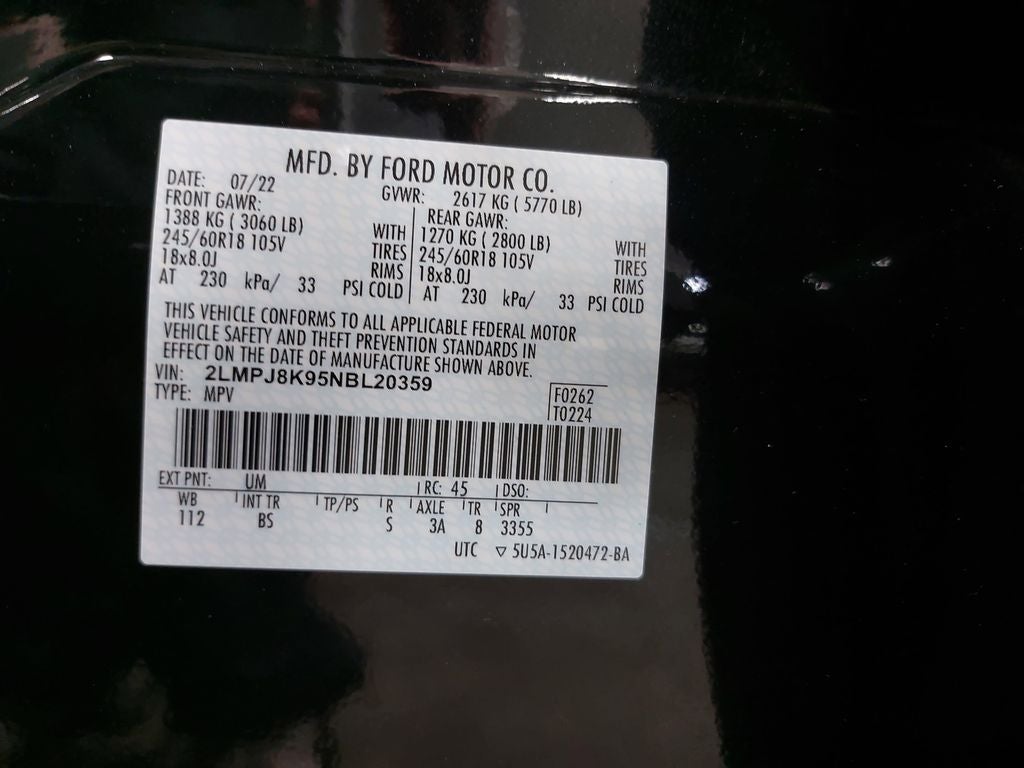 MFD. BY FORD MOTOR CO.
DATE: 07/22 GVWR: 2617 KG ( 5770 LB)
FRONT GAWR: REAR GAWR:
1388 KG ( 3060 LB) WITH 1270 KG ( 2800 LB) WITH
245/60R18 105V TIRES 245/60R18 105V TIRES
18x8.0J RIMS 18x8.0J RIMS
AT 230 kPa/ 33 PSI COLD AT 230 kPa/ 33 PSI COLD
THIS VEHICLE CONFORMS TO ALL APPLICABLE FEDERAL MOTOR
VEHICLE SAFETY AND THEFT PREVENTION STANDARDS IN
EFFECT ON THE DATE OF MANUFACTURE SHOWN ABOVE.
VIN: 2LMPJ8K95NBL20359
TYPE: MPV F0262
T0224
EXT PNT: UM RC: 45 DSO:
WB INT TR TP/PS R AXLE TR SPR
112 BS S 3A 8 3355
UTC ▽ 5U5A-1520472-BA